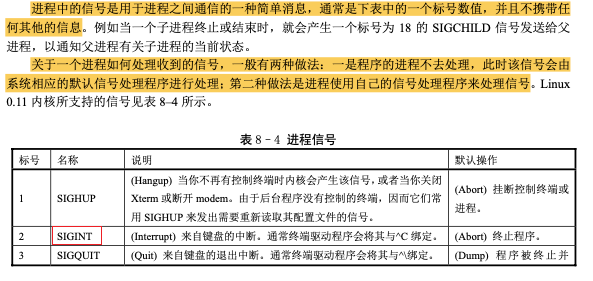 进程中的信号是用于进程之间通信的一种简单消息，通常是下表中的一个标号数值，并且不携带任
何其他的信息。例如当一个子进程终止或结束时，就会产生一个标号为 18 的 SIGCHILD 信号发送给父
进程，以通知父进程有关子进程的当前状态。
关于一个进程如何处理收到的信号，一般有两种做法：一是程序的进程不去处理，此时该信号会由
系统相应的默认信号处理程序进行处理；第二种做法是进程使用自己的信号处理程序来处理信号。Linux
0.11 内核所支持的信号见表 8–4 所示。
表 8–4 进程信号
标号 名称 说明 默认操作
1 SIGHUP (Hangup) 当你不再有控制终端时内核会产生该信号，或者当你关闭
Xterm 或断开 modem。由于后台程序没有控制的终端，因而它们常
用 SIGHUP 来发出需要重新读取其配置文件的信号。
(Abort) 挂断控制终端或
进程。
2 SIGINT (Interrupt) 来自键盘的中断。通常终端驱动程序会将其与^C 绑定。 (Abort) 终止程序。
3 SIGQUIT (Quit) 来自键盘的退出中断。通常终端驱动程序会将其与^\绑定。 (Dump) 程序被终止并